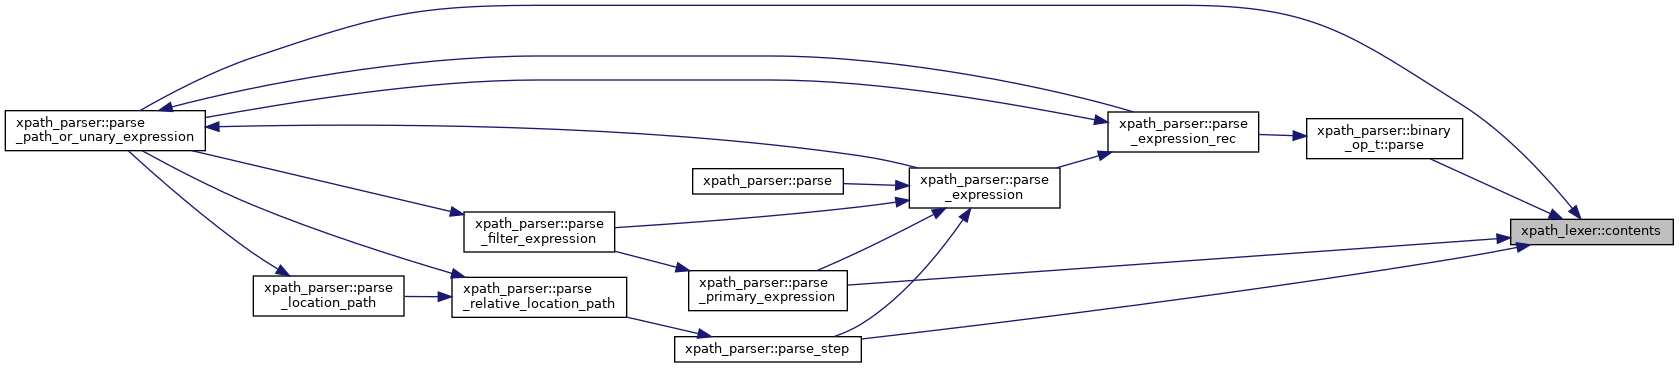 xpath_parser::parse
_path_or_unary_expression
xpath_parser::parse
_expression_rec
xpath_parser::binary
_op_t::parse
xpath_parser::parse
xpath_parser::parse
_expression
xpath_parser::parse
_filter_expression
xpath_lexer::contents
xpath_parser::parse
_location_path
xpath_parser::parse
_relative_location_path
xpath_parser::parse
_primary_expression
xpath_parser::parse_step